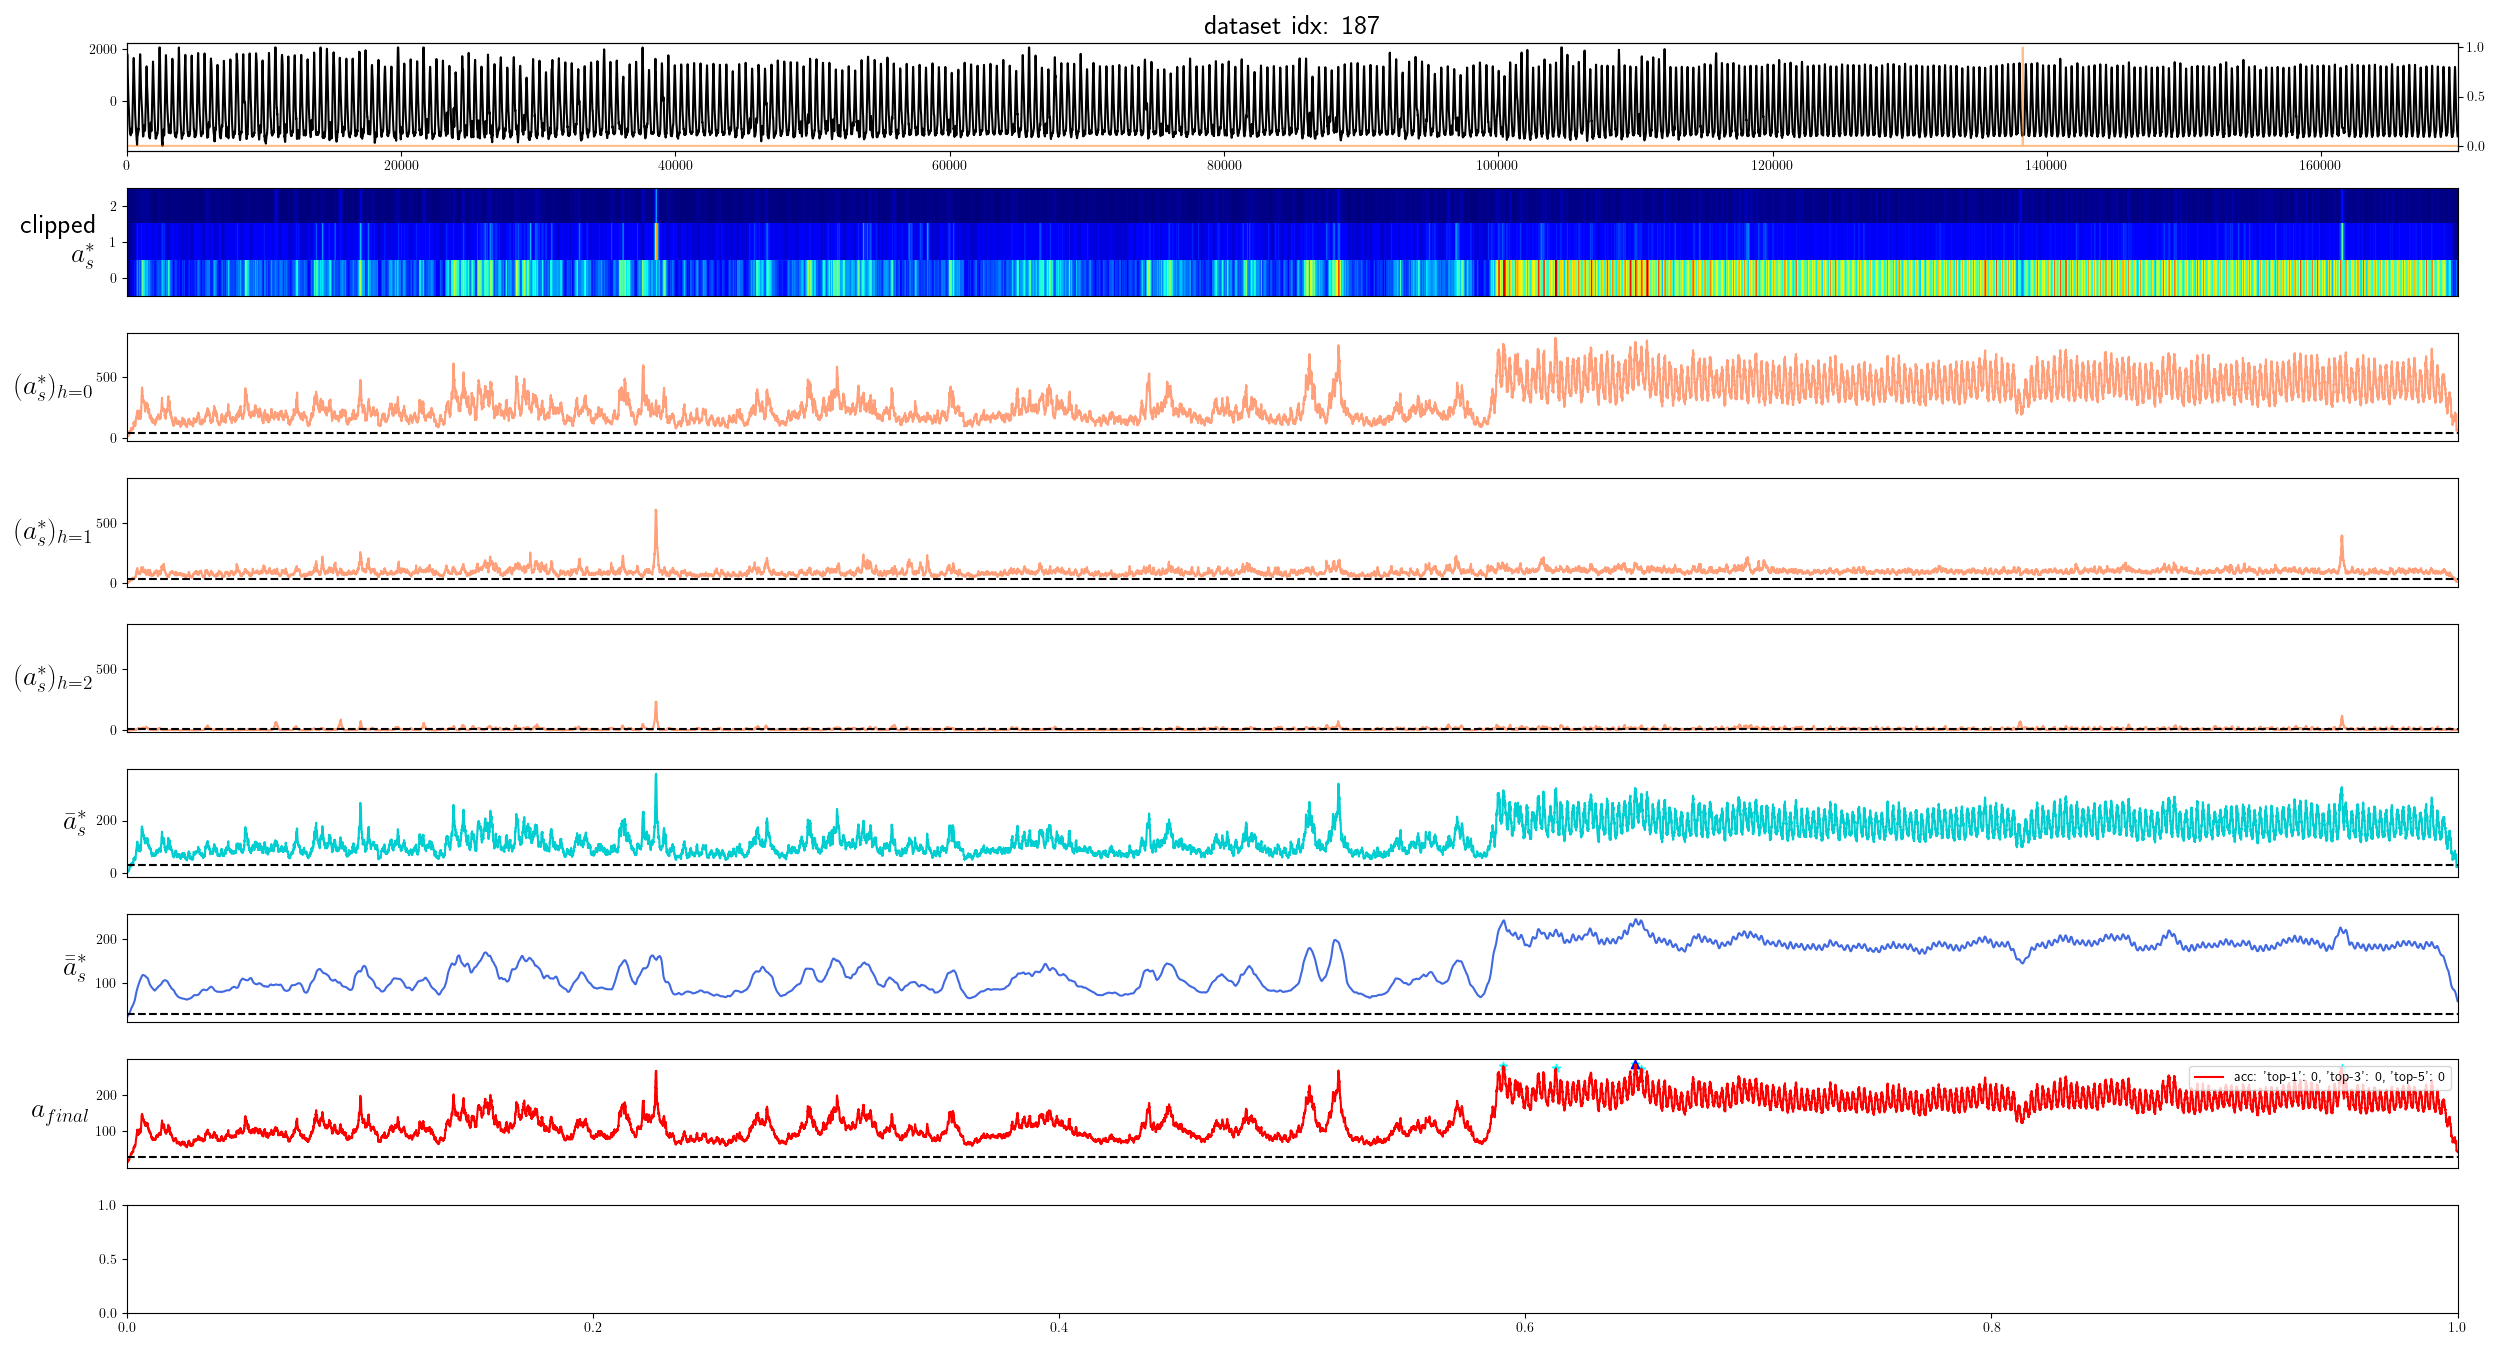 dataset idx: 187
2000
0
1.0
0.5
0.0
0 20000 40000 60000 80000 100000 120000 140000 160000
clipped
a_s^*
2
1
0
(a_s^*)_{h=0}
500
0
(a_s^*)_{h=1}
500
0
(a_s^*)_{h=2}
500
0
\bar{a}_s^*
200
0
\bar{\bar{a}}_s^*
200
100
a_{final}
200
100
acc: 'top-1': 0, 'top-3': 0, 'top-5': 0
1.0
0.5
0.0
0.0 0.2 0.4 0.6 0.8 1.0